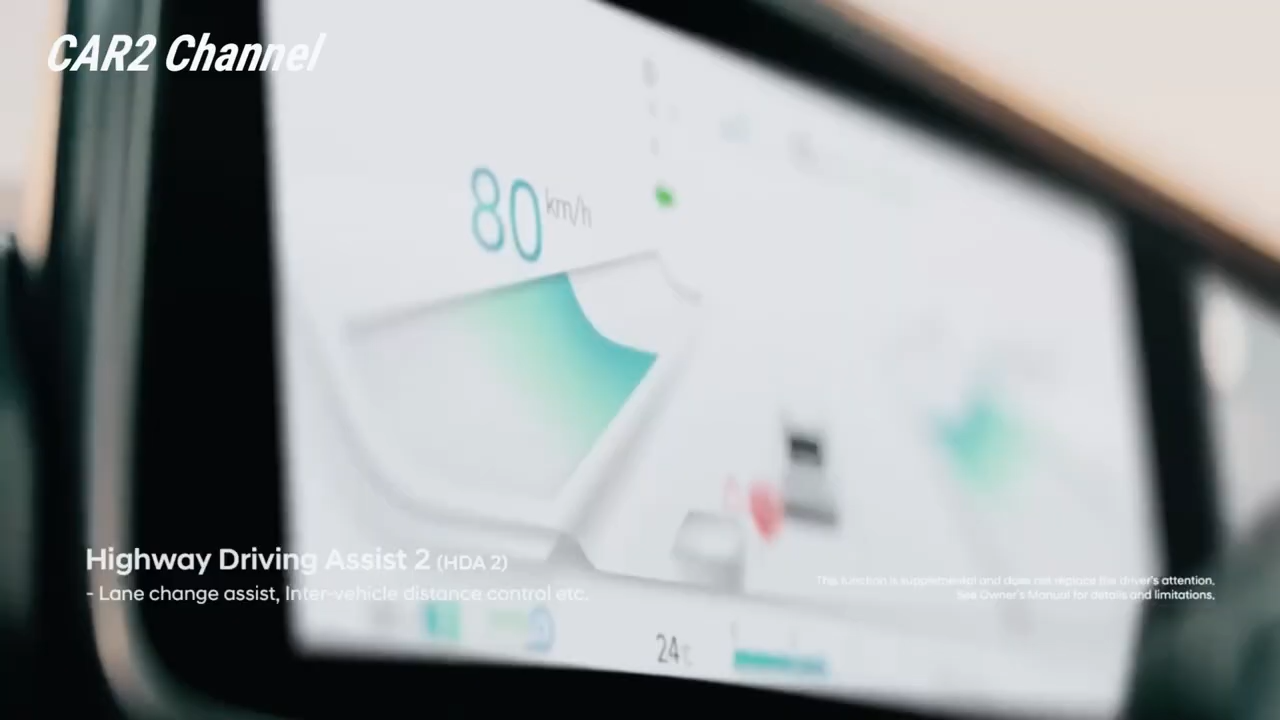 CAR2 Channel
80 km/h
Highway Driving Assist 2 (HDA 2)
- Lane change assist, Inter-vehicle distance control etc.
This function is supplemental and does not replace the driver's attention.
See Owner's Manual for details and limitations.
24